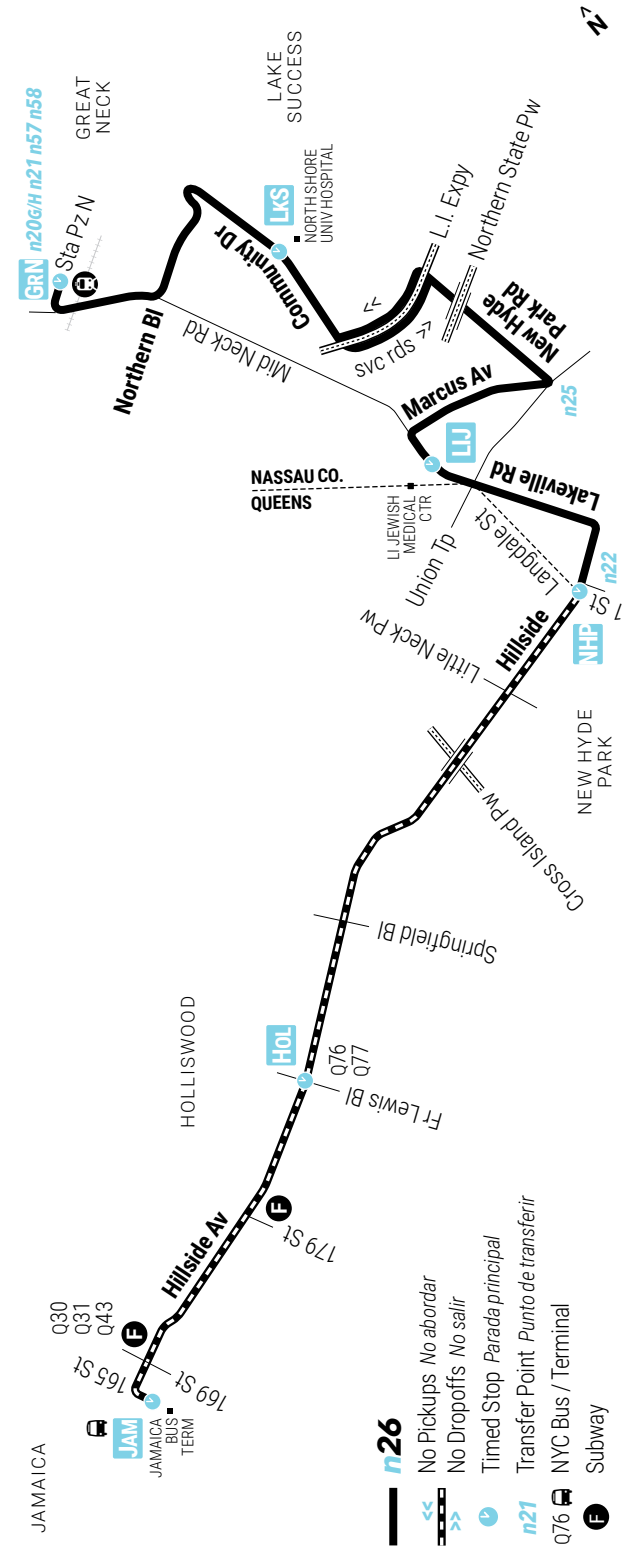 JAMAICA
JAM
JAMAICA
BUS
TERM
165 St
169 St
Q30
Q31
Q43
F
Hillside Av
179 St
F
HOLLISWOOD
HOL
Q76
Q77
Fr Lewis Bl
Springfield Bl
Cross Island Pw
Little Neck Pw
Hillside
NEW HYDE
PARK
NHP
1 St
n22
Langdale St
Lakeville Rd
Union Tp
LI JEWISH
MEDICAL
CTR
NASSAU CO.
QUEENS
LIJ
Marcus Av
n25
New Hyde
Park Rd
Northern State Pw
L.I. Expy
svc rds >>
<<
Mid Neck Rd
Community Dr
LKS
NORTH SHORE
UNIV HOSPITAL
LAKE
SUCCESS
Northern Bl
GRN n20G/H n21 n57 n58
Sta Pz N
GREAT
NECK
N
n26
<< No Pickups No abordar
>> No Dropoffs No salir
Timed Stop Parada principal
n21 Transfer Point Punto de transferir
Q76 NYC Bus / Terminal
F Subway